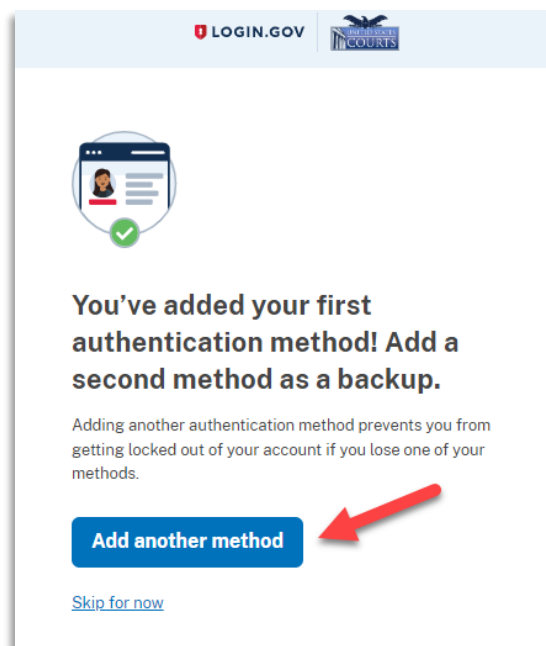 LOGIN.GOV
UNITED STATES
COURTS
You’ve added your first
authentication method! Add a
second method as a backup.
Adding another authentication method prevents you from
getting locked out of your account if you lose one of your
methods.
Add another method
Skip for now